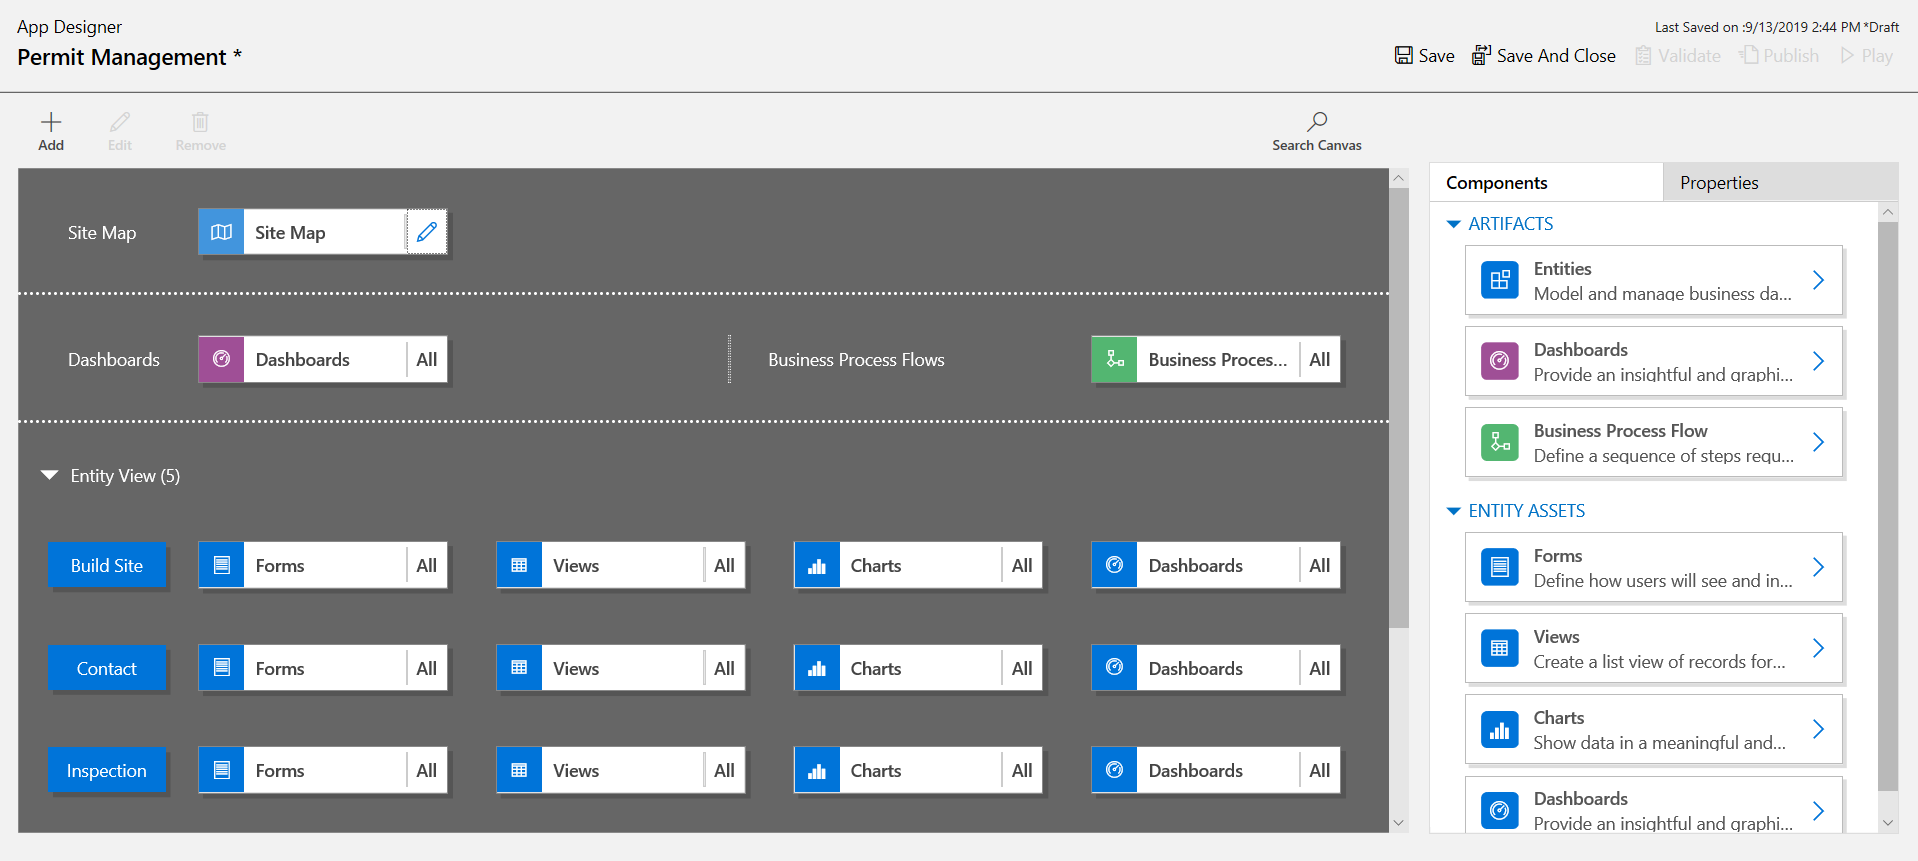 App Designer
Last Saved on :9/13/2019 2:44 PM *Draft
Permit Management *
Save
Save And Close
Validate
Publish
Play
Add
Edit
Remove
Search Canvas
Site Map
Site Map
Dashboards
Dashboards
All
Business Process Flows
Business Proces...
All
Entity View (5)
Build Site
Forms
All
Views
All
Charts
All
Dashboards
All
Contact
Forms
All
Views
All
Charts
All
Dashboards
All
Inspection
Forms
All
Views
All
Charts
All
Dashboards
All
Components
Properties
ARTIFACTS
Entities
Model and manage business da...
Dashboards
Provide an insightful and graphi...
Business Process Flow
Define a sequence of steps requ...
ENTITY ASSETS
Forms
Define how users will see and in...
Views
Create a list view of records for...
Charts
Show data in a meaningful and...
Dashboards
Provide an insightful and graphi...